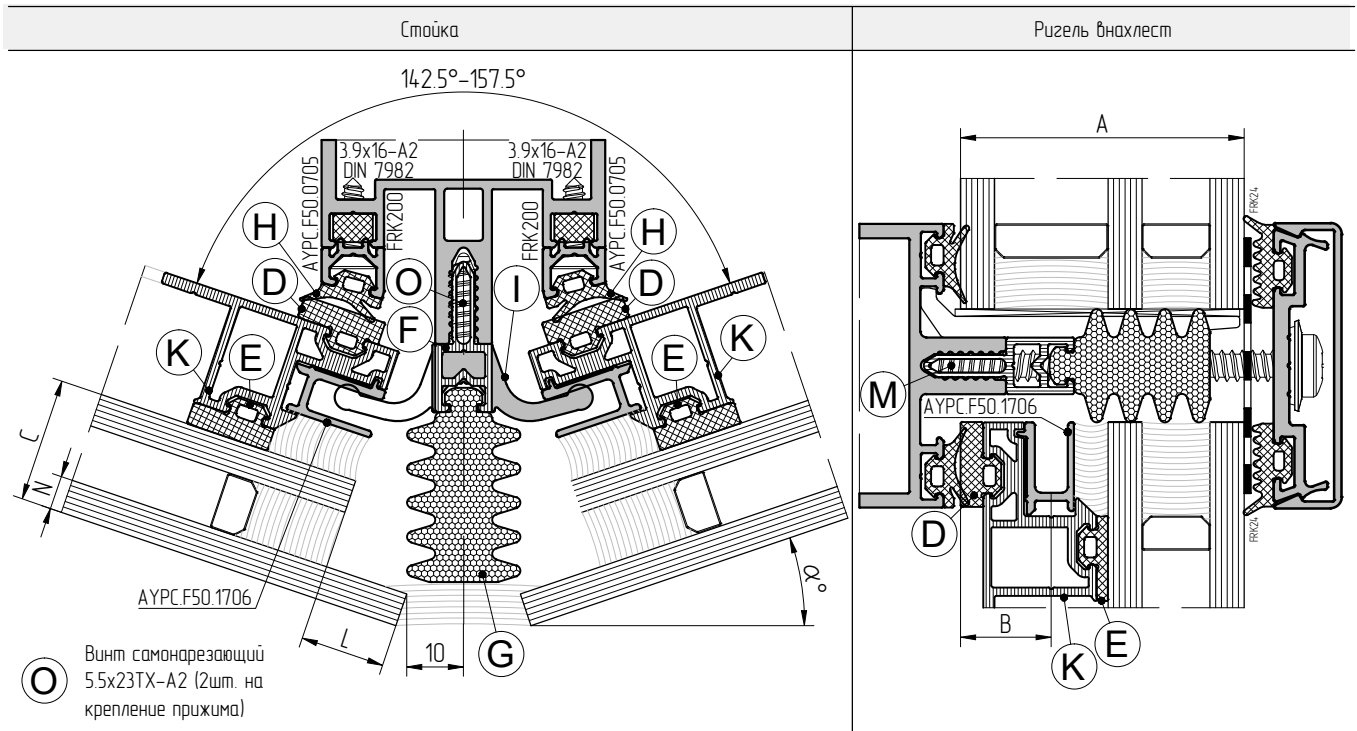 Стойка
Ригель внахлест
142.5°-157.5°
3.9x16-A2
DIN 7982
3.9x16-A2
DIN 7982
AYPC.F50.0705
FRK200
FRK200
AYPC.F50.0705
H
H
D
D
O
I
F
K
K
E
E
C
N
AYPC.F50.1706
L
10
G
α°
O
Винт самонарезающий
5.5x23TX-A2 (2шт. на
крепление прижима)
A
FRK24
M
AYPC.F50.1706
D
FRK24
B
E
K